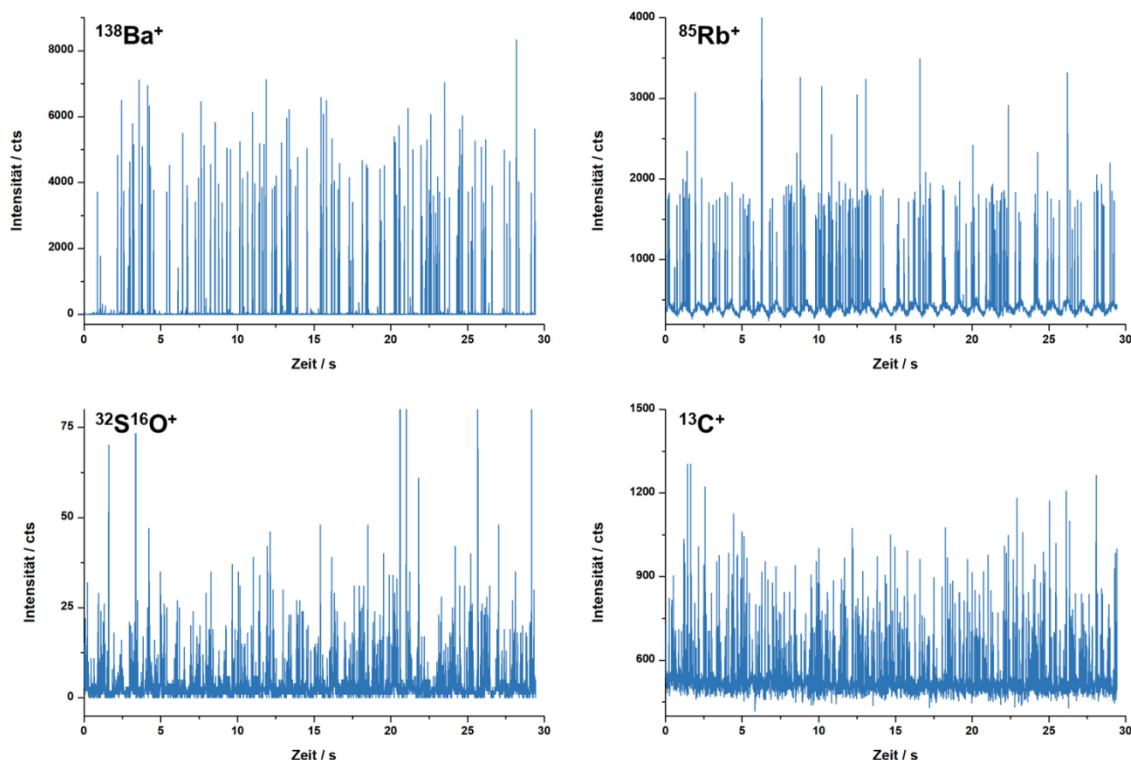 ¹³⁸Ba⁺
Intensität / cts
8000
6000
4000
2000
0
0 5 10 15 20 25 30
Zeit / s
⁸⁵Rb⁺
Intensität / cts
4000
3000
2000
1000
0 5 10 15 20 25 30
Zeit / s
³²S¹⁶O⁺
Intensität / cts
75
50
25
0
0 5 10 15 20 25 30
Zeit / s
¹³C⁺
Intensität / cts
1500
1200
900
600
0 5 10 15 20 25 30
Zeit / s